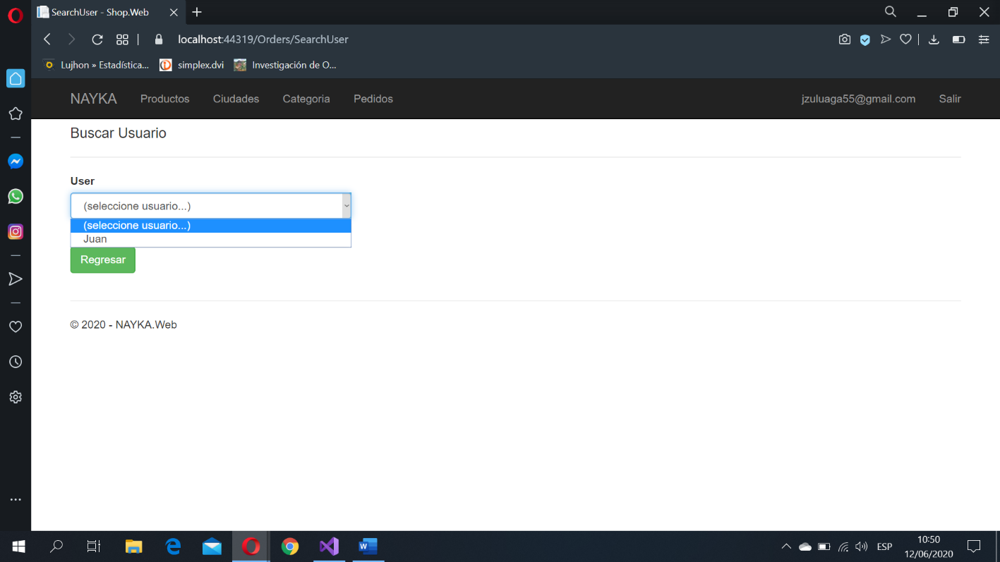 SearchUser - Shop.Web
localhost:44319/Orders/SearchUser
Lujhon » Estadística... simplex.dvi Investigación de O...
NAYKA Productos Ciudades Categoria Pedidos jzuluaga55@gmail.com Salir
Buscar Usuario
User
(seleccione usuario...)
(seleccione usuario...)
Juan
Regresar
© 2020 - NAYKA.Web
ESP
10:50
12/06/2020